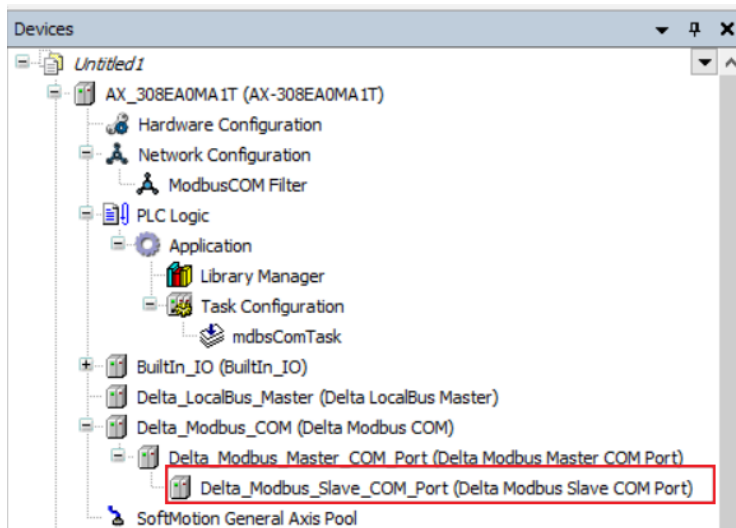 Devices
Untitled1
AX_308EA0MA1T (AX-308EA0MA1T)
Hardware Configuration
Network Configuration
ModbusCOM Filter
PLC Logic
Application
Library Manager
Task Configuration
mdbsComTask
BuiltIn_IO (BuiltIn_IO)
Delta_LocalBus_Master (Delta LocalBus Master)
Delta_Modbus_COM (Delta Modbus COM)
Delta_Modbus_Master_COM_Port (Delta Modbus Master COM Port)
Delta_Modbus_Slave_COM_Port (Delta Modbus Slave COM Port)
SoftMotion General Axis Pool